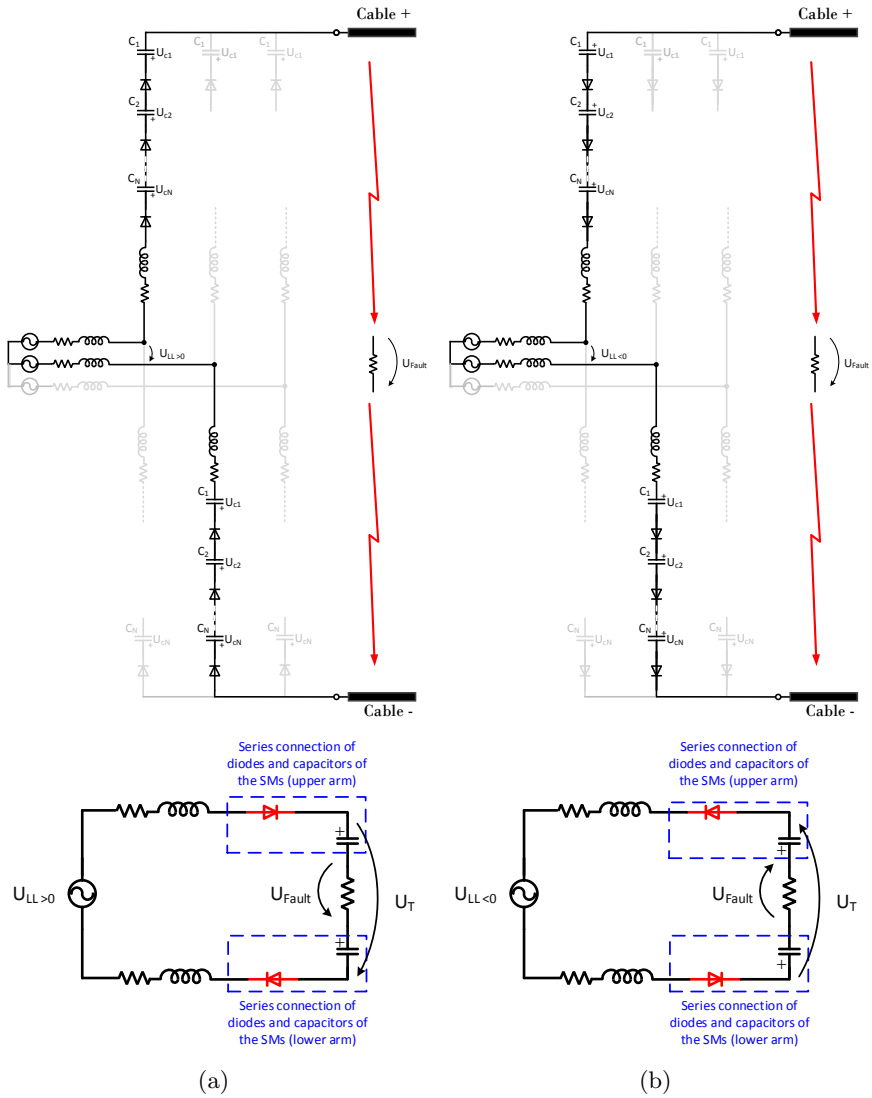 Cable +
C1
Uc1
C1
Uc1
C1
C2
Uc2
CN
UcN
ULL>0
UFault
C1
Uc1
C2
Uc2
CN
UcN
CN
UcN
CN
UcN
Cable -
Cable +
C1
Uc1
C1
Uc1
C1
C2
Uc2
CN
UcN
ULL<0
UFault
C1
Uc1
C2
Uc2
CN
UcN
CN
UcN
CN
UcN
Cable -
Series connection of
diodes and capacitors of
the SMs (upper arm)
ULL>0
UFault
UT
Series connection of
diodes and capacitors of
the SMs (lower arm)
Series connection of
diodes and capacitors of
the SMs (upper arm)
ULL<0
UFault
UT
Series connection of
diodes and capacitors of
the SMs (lower arm)
(a)
(b)